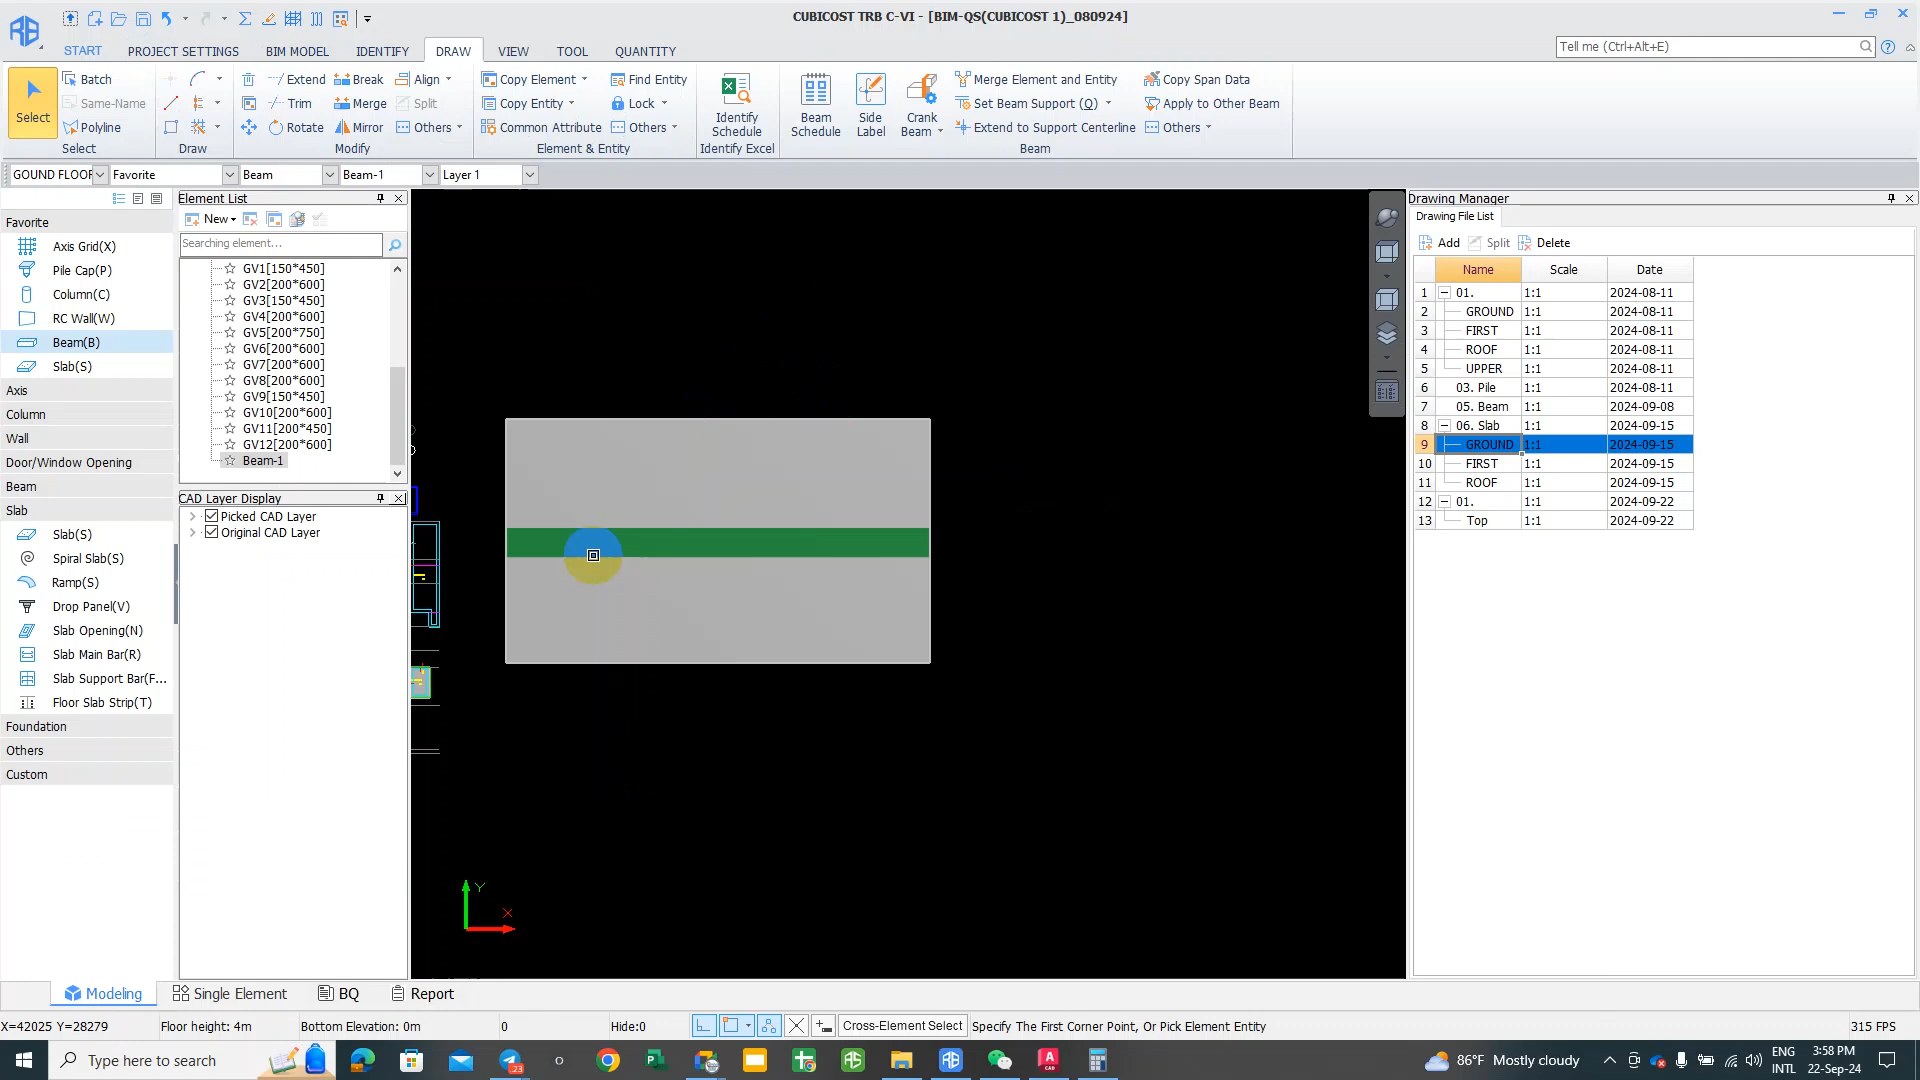 CUBICOST TRB C-VI - [BIM-QS(CUBICOST 1)_080924]
START PROJECT SETTINGS BIM MODEL IDENTIFY DRAW VIEW TOOL QUANTITY
Tell me (Ctrl+Alt+E)
Select
Batch
Same-Name
Polyline
Select
Draw
Extend Break Align
Trim Merge Split
Rotate Mirror Others
Modify
Copy Element Find Entity
Copy Entity Lock
Common Attribute Others
Element & Entity
Identify Schedule
Identify Excel
Beam Schedule
Side Label
Crank Beam
Merge Element and Entity Copy Span Data
Set Beam Support (Q) Apply to Other Beam
Extend to Support Centerline Others
Beam
GOUND FLOOR Favorite Beam Beam-1 Layer 1
Favorite
Axis Grid(X)
Pile Cap(P)
Column(C)
RC Wall(W)
Beam(B)
Slab(S)
Axis
Column
Wall
Door/Window Opening
Beam
Slab
Slab(S)
Spiral Slab(S)
Ramp(S)
Drop Panel(V)
Slab Opening(N)
Slab Main Bar(R)
Slab Support Bar(F...
Floor Slab Strip(T)
Foundation
Others
Custom
Element List
New
Searching element...
GV1[150*450]
GV2[200*600]
GV3[150*450]
GV4[200*600]
GV5[200*750]
GV6[200*600]
GV7[200*600]
GV8[200*600]
GV9[150*450]
GV10[200*600]
GV11[200*450]
GV12[200*600]
Beam-1
CAD Layer Display
Picked CAD Layer
Original CAD Layer
Y
X
Drawing Manager
Drawing File List
Add Split Delete
Name Scale Date
1 01. 1:1 2024-08-11
2 GROUND 1:1 2024-08-11
3 FIRST 1:1 2024-08-11
4 ROOF 1:1 2024-08-11
5 UPPER 1:1 2024-08-11
6 03. Pile 1:1 2024-08-11
7 05. Beam 1:1 2024-09-08
8 06. Slab 1:1 2024-09-15
9 GROUND 1:1 2024-09-15
10 FIRST 1:1 2024-09-15
11 ROOF 1:1 2024-09-15
12 01. 1:1 2024-09-22
13 Top 1:1 2024-09-22
Modeling Single Element BQ Report
X=42025 Y=28279 Floor height: 4m Bottom Elevation: 0m 0 Hide:0 Cross-Element Select Specify The First Corner Point, Or Pick Element Entity 315 FPS
Type here to search
23
86°F Mostly cloudy
ENG
INTL
3:58 PM
22-Sep-24